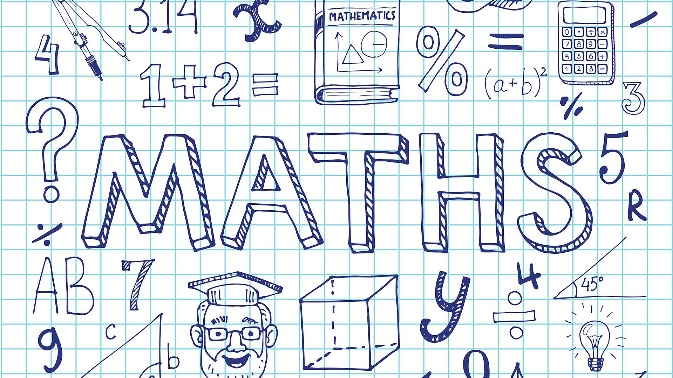 3.14 x
MATHEMATICS
4
1+2=
% =
(a+b)²
%
3
?
MATHS
5
R
÷
AB 7
y 4
÷
45°
9
c
b